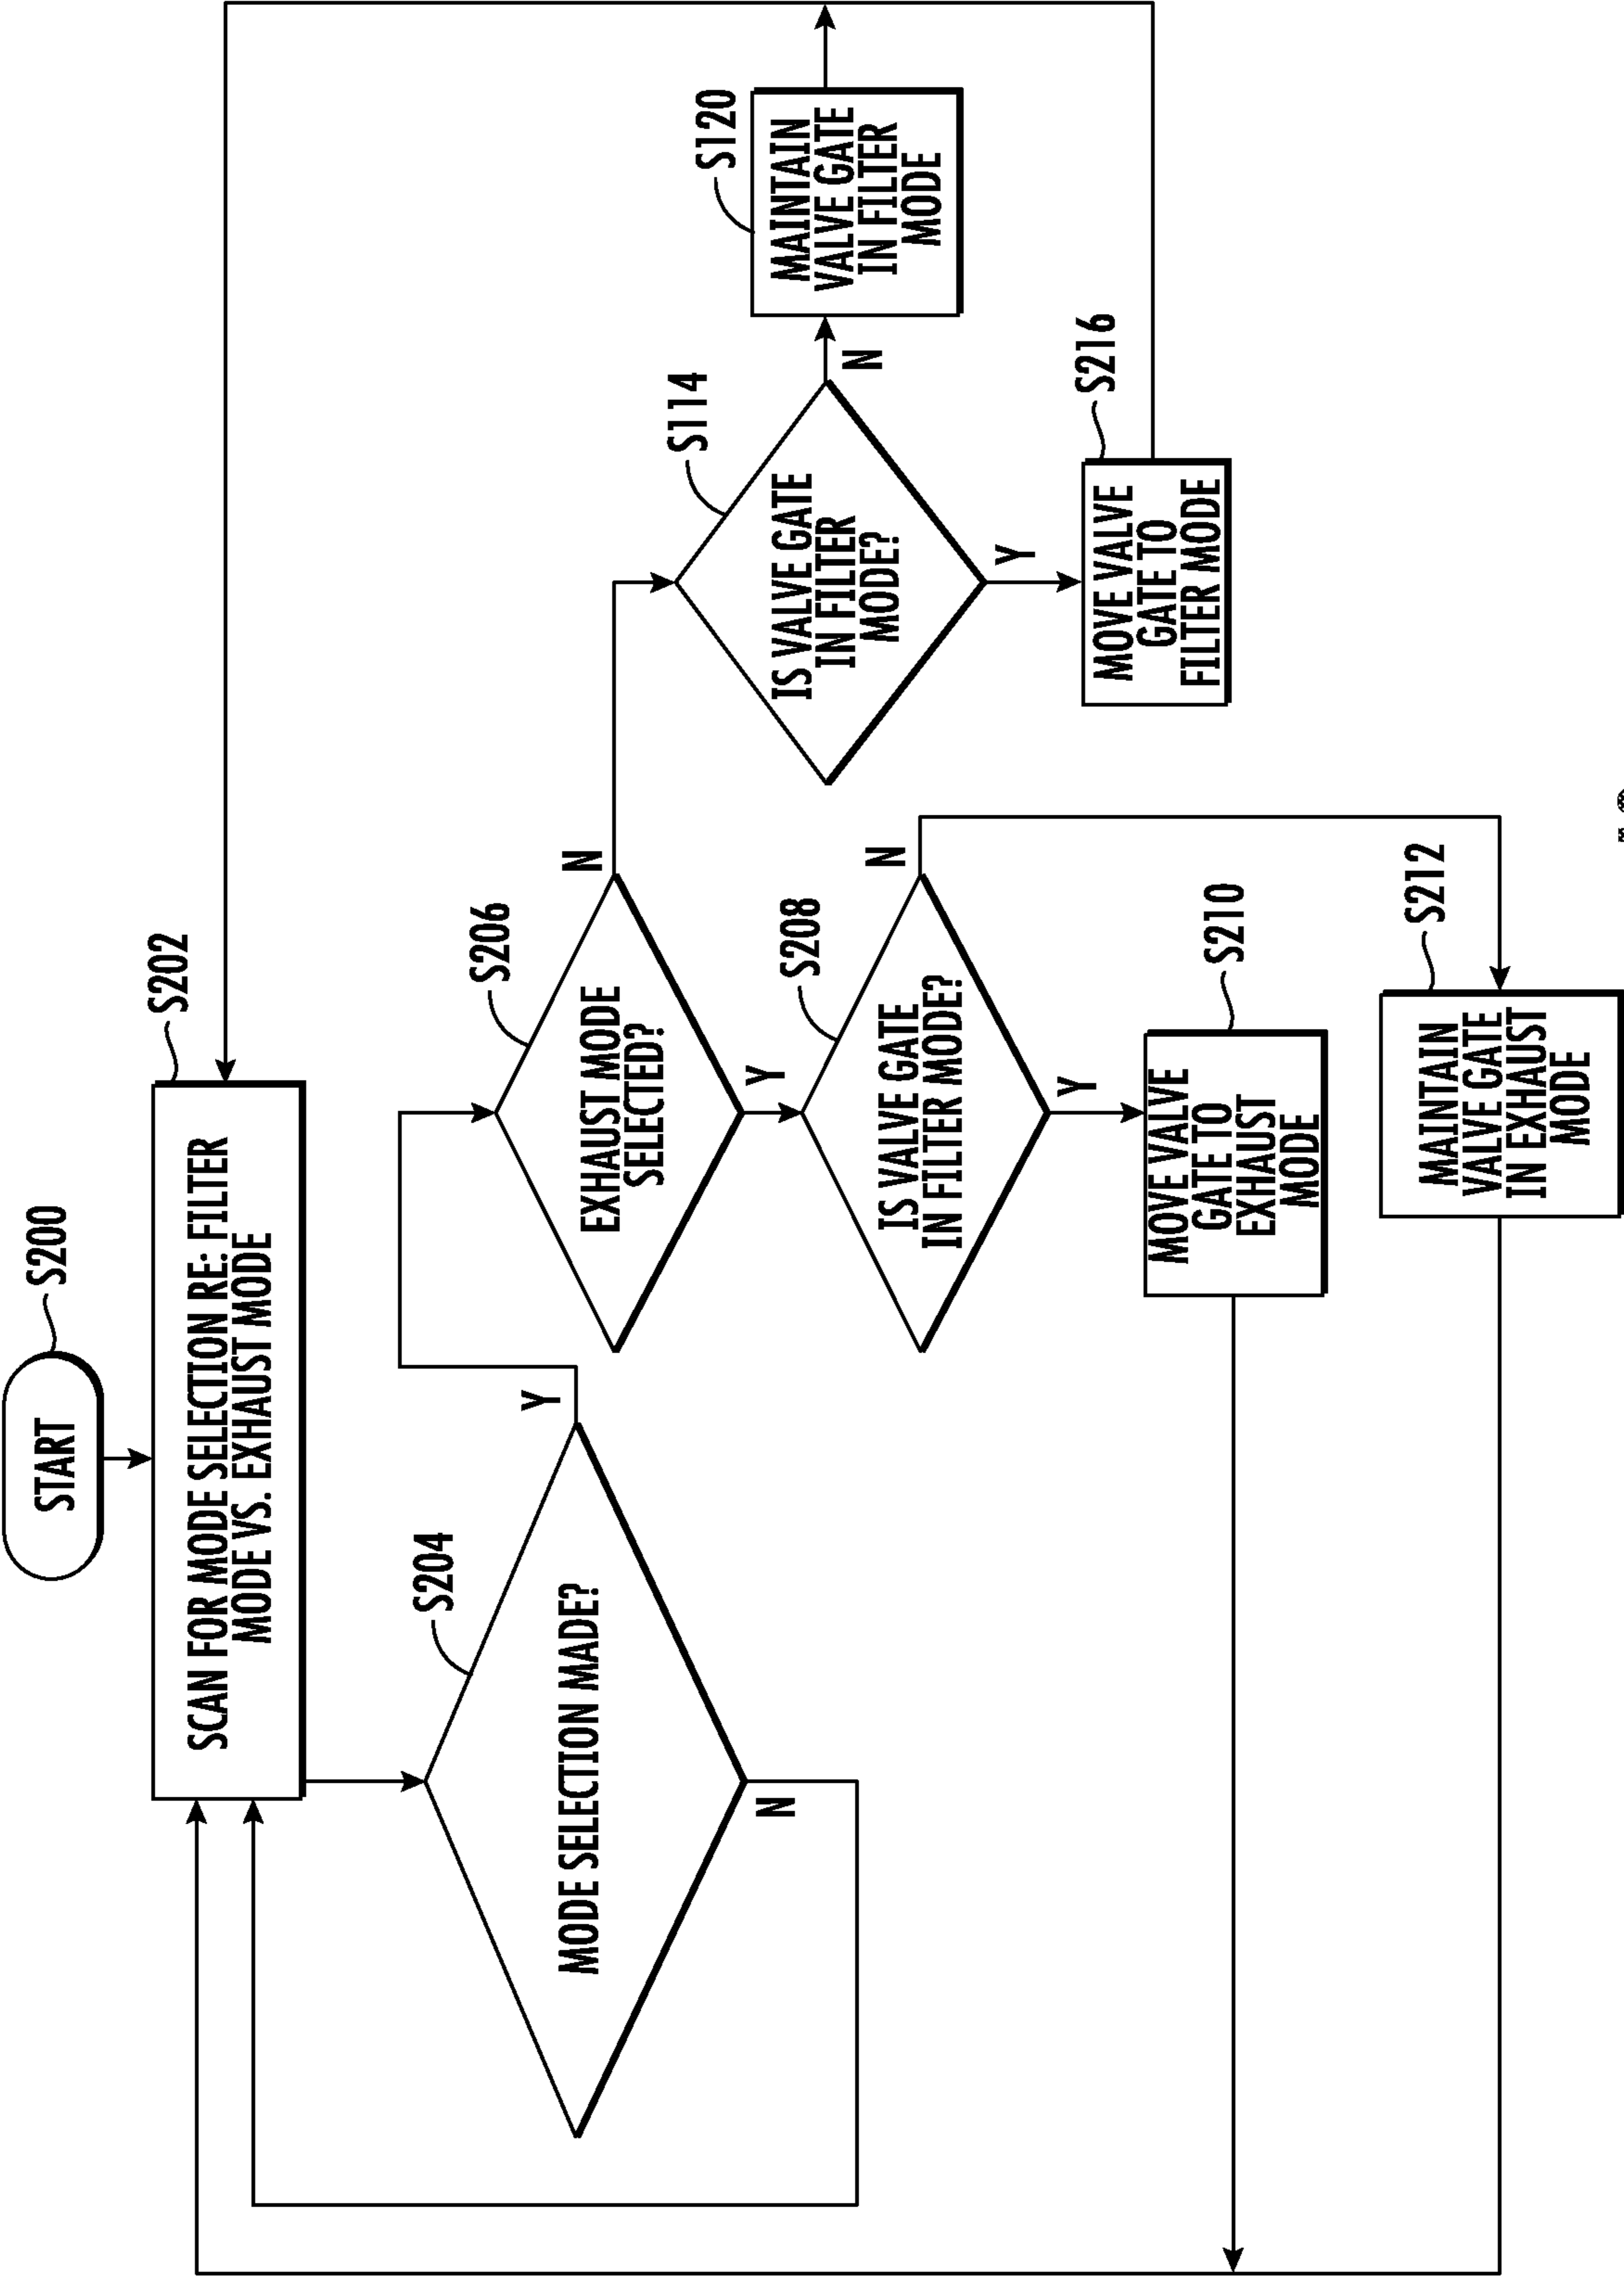 START
S200
S202
SCAN FOR MODE SELECTION RE: FILTER
MODE VS. EXHAUST MODE
S204
MODE SELECTION MADE?
Y
N
S206
EXHAUST MODE
SELECTED?
N
Y
S208
IS VALVE GATE
IN FILTER MODE?
N
Y
S210
MOVE VALVE
GATE TO
EXHAUST
MODE
S212
MAINTAIN
VALVE GATE
IN EXHAUST
MODE
S114
IS VALVE GATE
IN FILTER
MODE?
N
Y
S120
MAINTAIN
VALVE GATE
IN FILTER
MODE
S216
MOVE VALVE
GATE TO
FILTER MODE